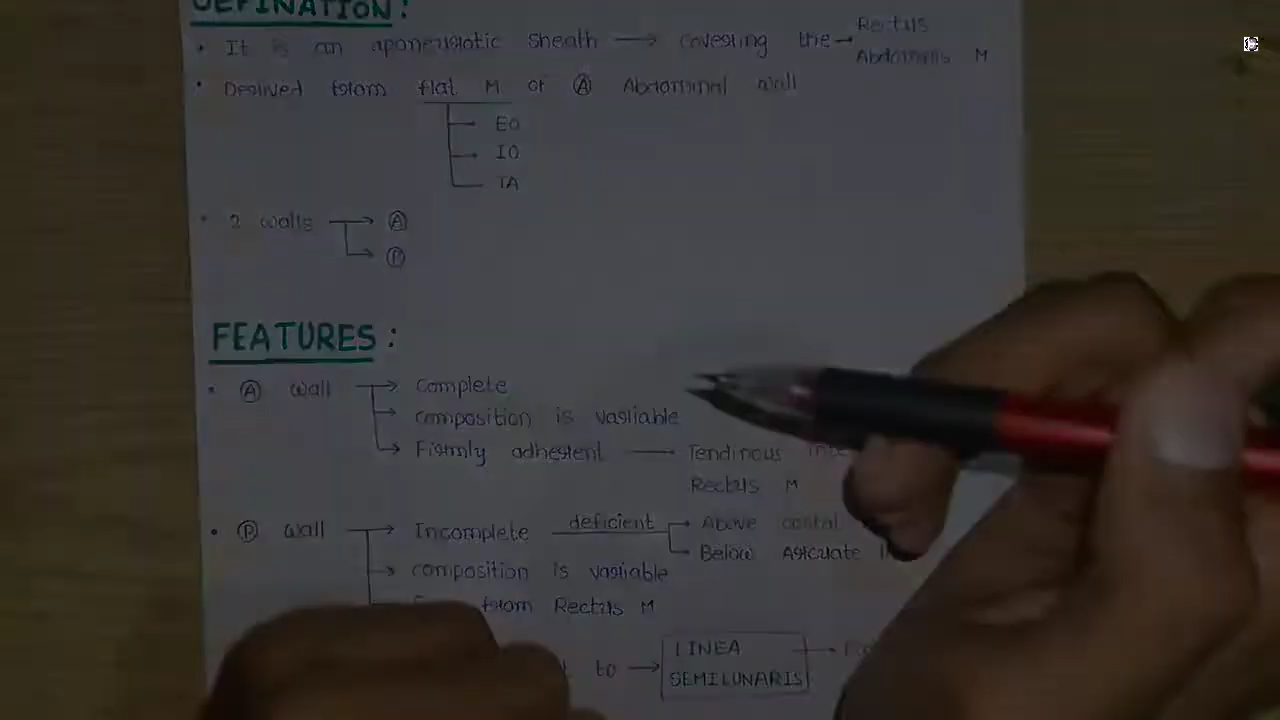 DEFINATION:
• It is an aponeurotic sheath → covering the → Rectus
Abdominis M
• Derived from flat M of Ⓐ Abdominal wall
EO
IO
TA
• 2 walls → Ⓐ
→ Ⓟ
FEATURES:
• Ⓐ wall → Complete
→ composition is variable
→ Firmly adherent — Tendinous
Rectus M
• Ⓟ wall → Incomplete deficient → Above costal
→ Below Arcuate
→ composition is variable
from Rectus M
to → LINEA
SEMILUNARIS →